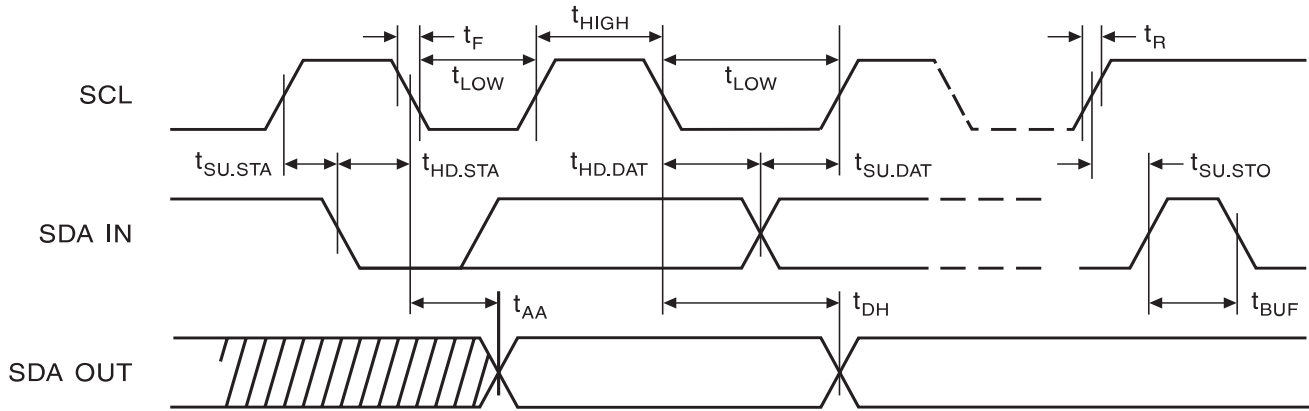 tHIGH
tF
tR
tLOW
tLOW
SCL
tSU.STA
tHD.STA
tHD.DAT
tSU.DAT
tSU.STO
SDA IN
tAA
tDH
tBUF
SDA OUT